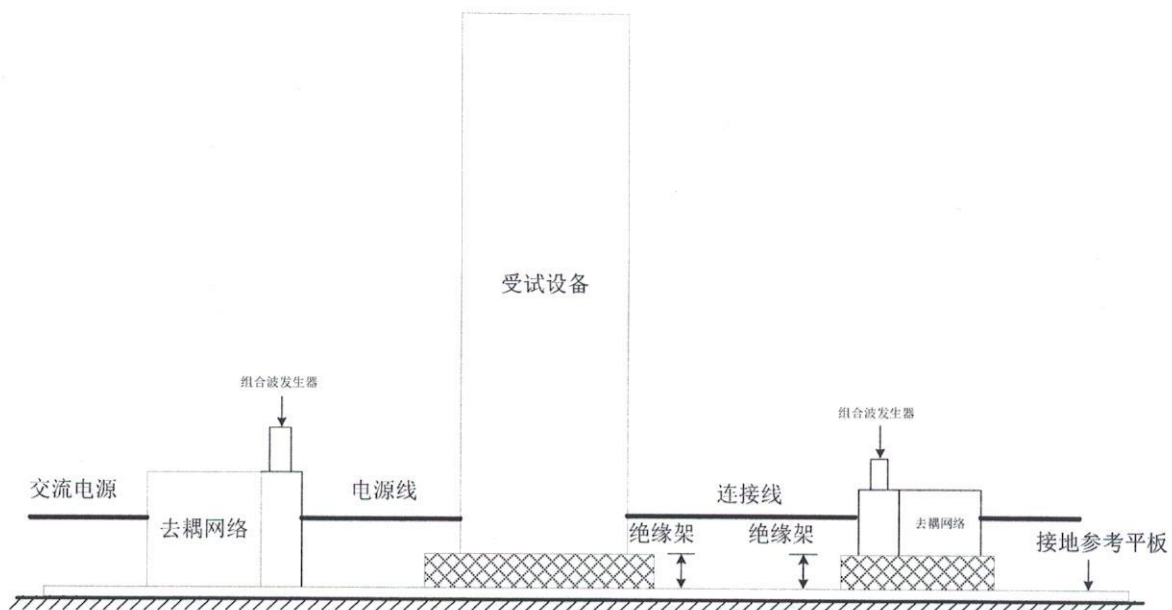 受试设备
组合波发生器
组合波发生器
交流电源
电源线
连接线
去耦网络
去耦网络
绝缘架
绝缘架
接地参考平板